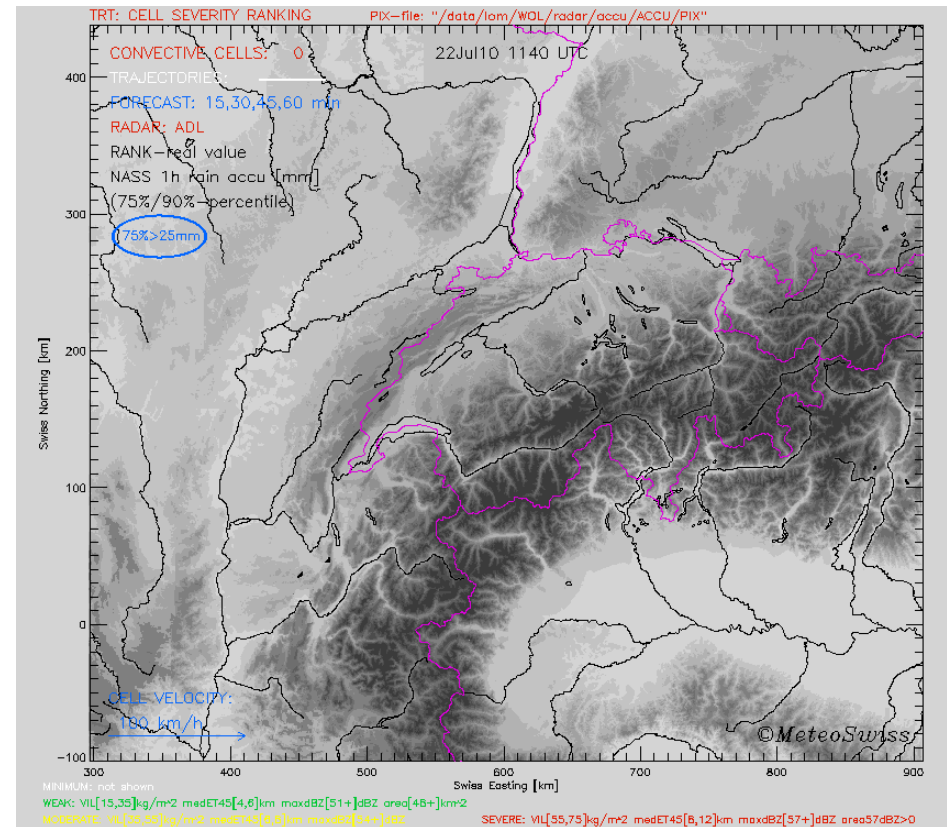 TRT: CELL SEVERITY RANKING PIX-file: "/data/lom/WOL/radar/accu/ACCU/PIX"
CONVECTIVE CELLS: 0 22Jul10 1140 UTC
TRAJECTORIES:
FORECAST: 15,30,45,60 min
RADAR: ADL
RANK-real value
NASS 1h rain accu [mm]
(75%/90%-percentile)
75%>25mm
400
300
200
100
0
-100
Swiss Northing [km]
CELL VELOCITY:
100 km/h
©MeteoSwiss
300 400 500 600 700 800 900
Swiss Easting [km]
MINIMUM: not shown
WEAK: VIL[15,35]kg/m^2 medET45[4,6]km maxdBZ[51+]dBZ area[48+]km^2
SEVERE: VIL[55,75]kg/m^2 medET45[8,12]km maxdBZ[57+]dBZ area57dBZ>0